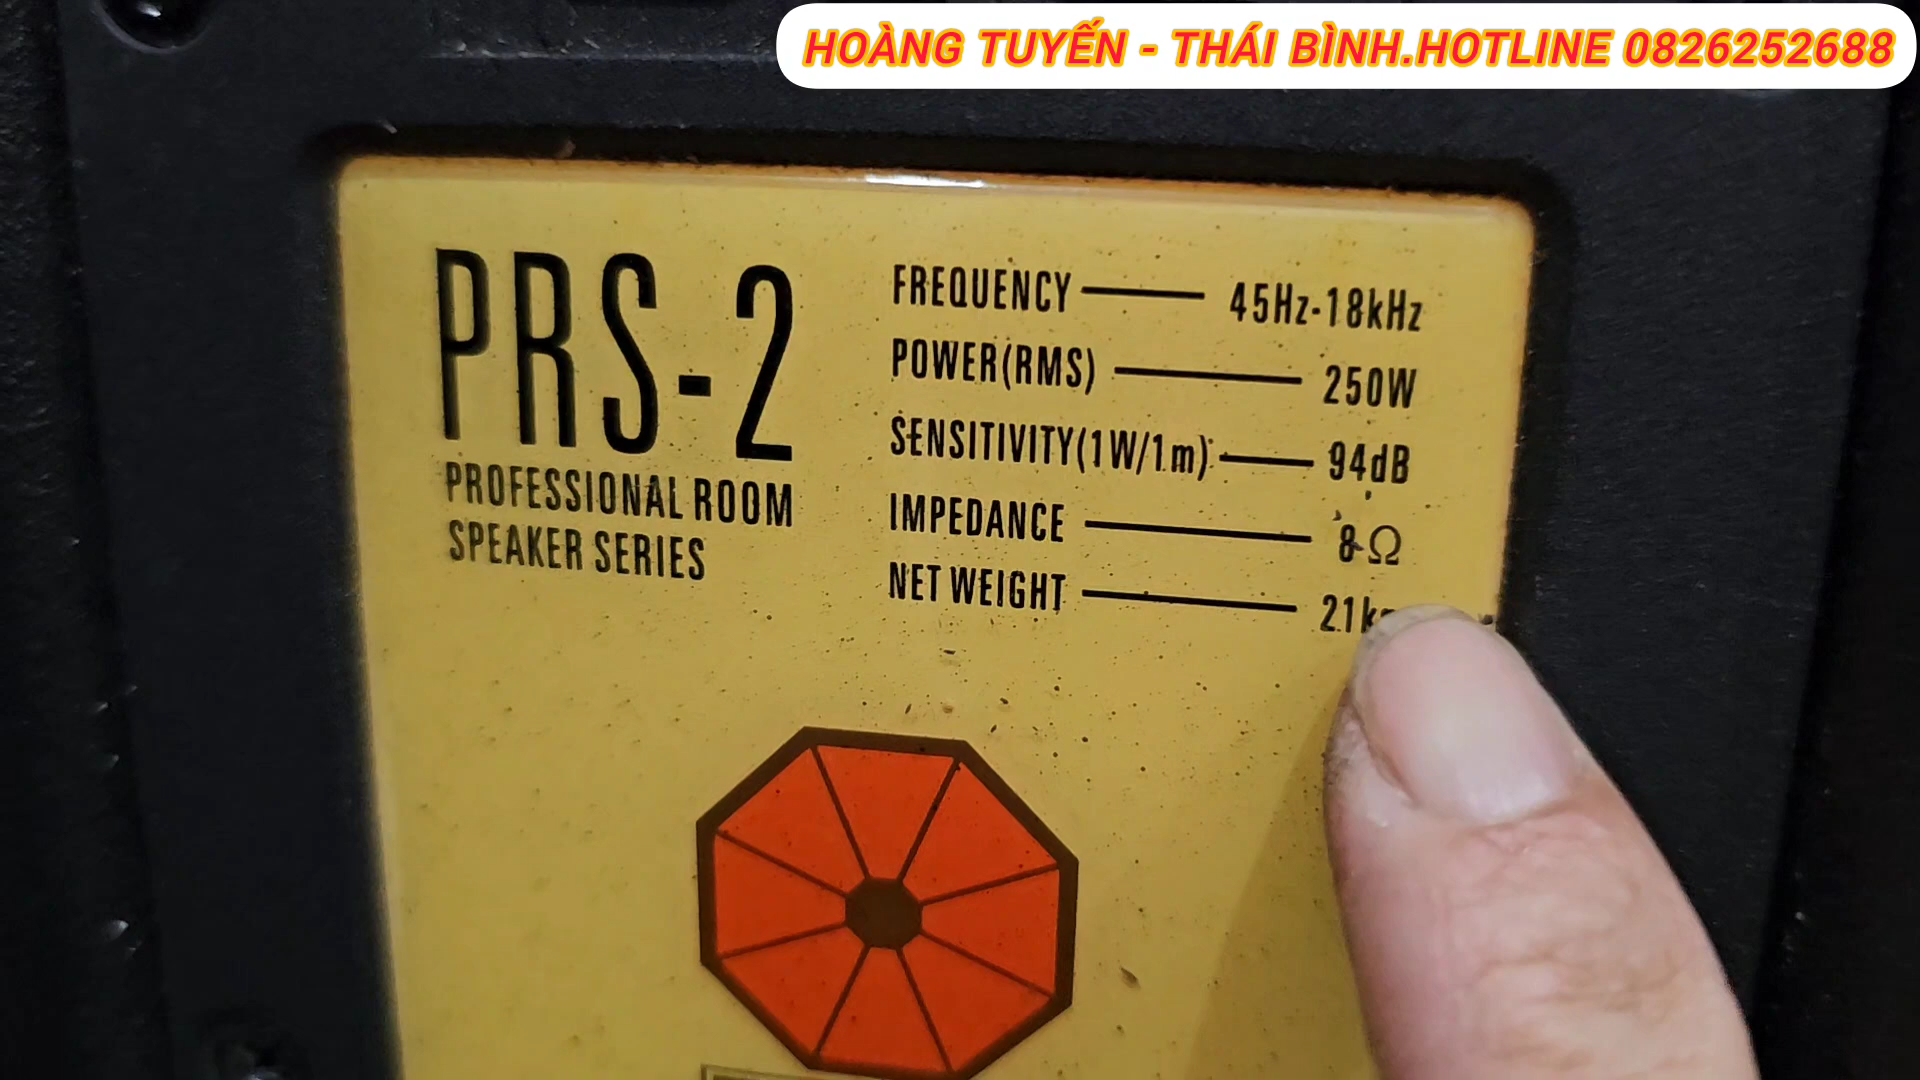 HOÀNG TUYẾN - THÁI BÌNH.HOTLINE 0826252688
PRS-2
PROFESSIONAL ROOM
SPEAKER SERIES
FREQUENCY 45Hz-18kHz
POWER(RMS) 250W
SENSITIVITY(1W/1m) 94dB
IMPEDANCE 8Ω
NET WEIGHT 21